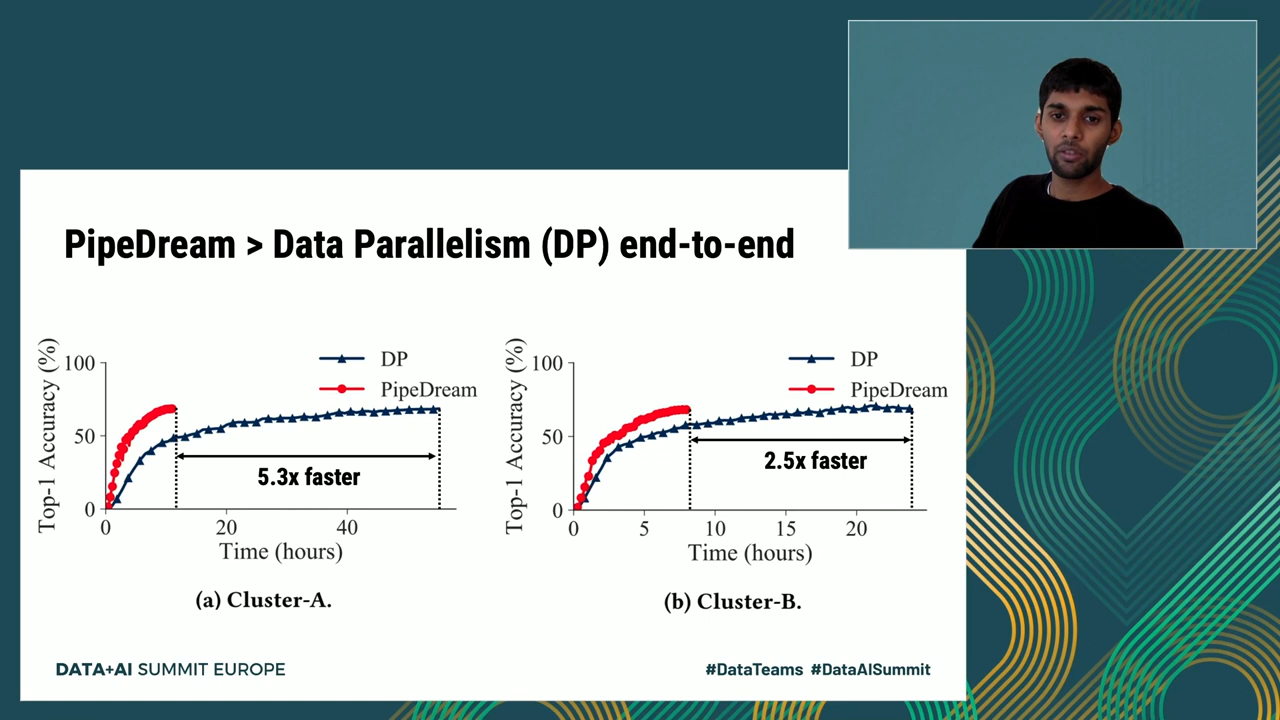 PipeDream > Data Parallelism (DP) end-to-end
Top-1 Accuracy (%)
100
50
0
DP
PipeDream
5.3x faster
0 20 40
Time (hours)
(a) Cluster-A.
Top-1 Accuracy (%)
100
50
0
DP
PipeDream
2.5x faster
0 5 10 15 20
Time (hours)
(b) Cluster-B.
DATA+AI SUMMIT EUROPE
#DataTeams #DataAISummit